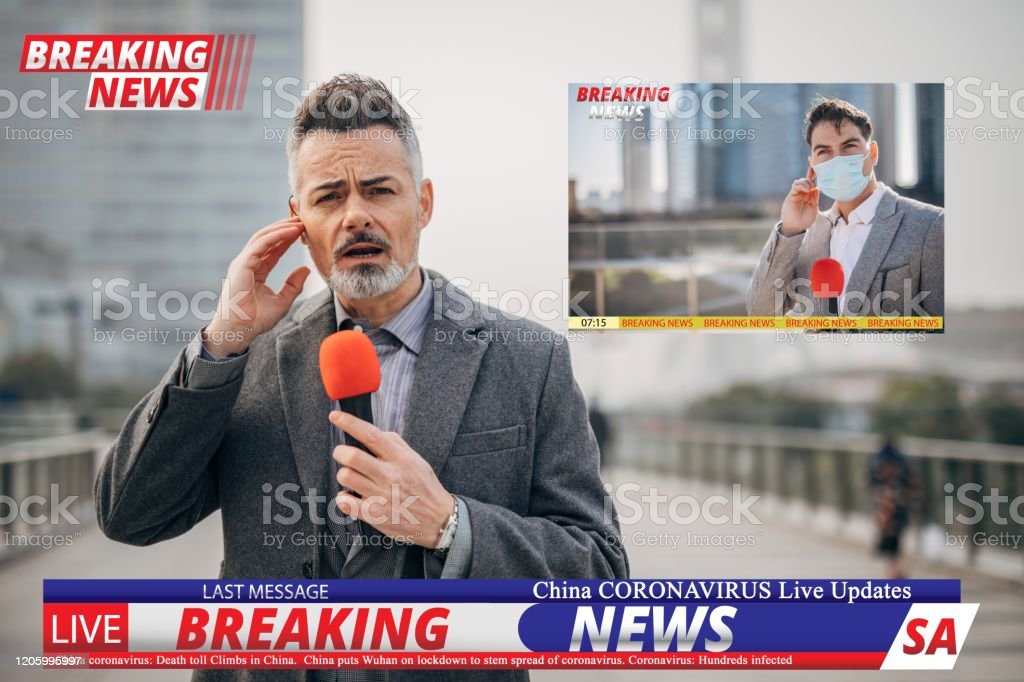 BREAKING
NEWS
BREAKING
NEWS
iStock
by Getty Images™
07:15 BREAKING NEWS BREAKING NEWS BREAKING NEWS BREAKING NEWS
LAST MESSAGE China CORONAVIRUS Live Updates
LIVE BREAKING NEWS SA
1205995997 coronavirus: Death toll Climbs in China. China puts Wuhan on lockdown to stem spread of coronavirus. Coronavirus: Hundreds infected